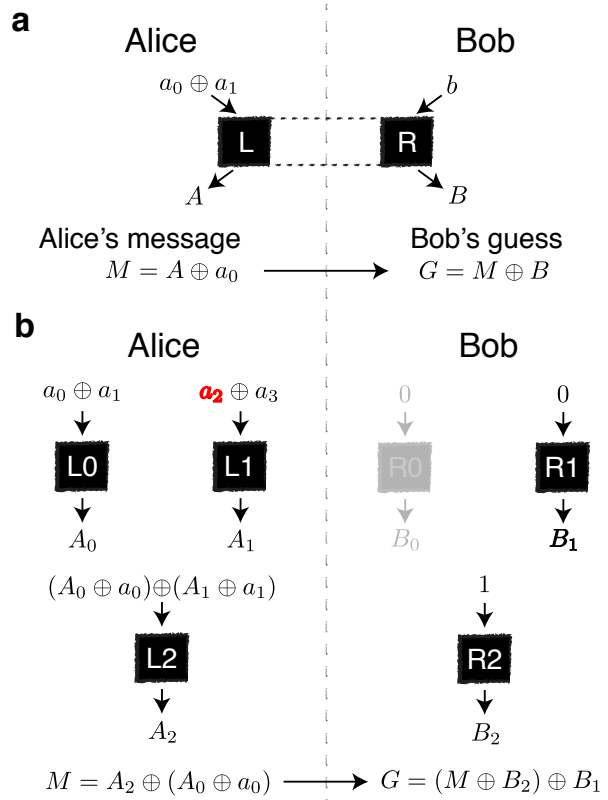 a
Alice Bob
a₀ ⊕ a₁ b
L R
A B
Alice's message Bob's guess
M = A ⊕ a₀ G = M ⊕ B
b
Alice Bob
a₀ ⊕ a₁ a₂ ⊕ a₃ 0 0
L0 L1 R0 R1
A₀ A₁ B₀ B₁
(A₀ ⊕ a₀)⊕(A₁ ⊕ a₁) 1
L2 R2
A₂ B₂
M = A₂ ⊕ (A₀ ⊕ a₀) G = (M ⊕ B₂) ⊕ B₁